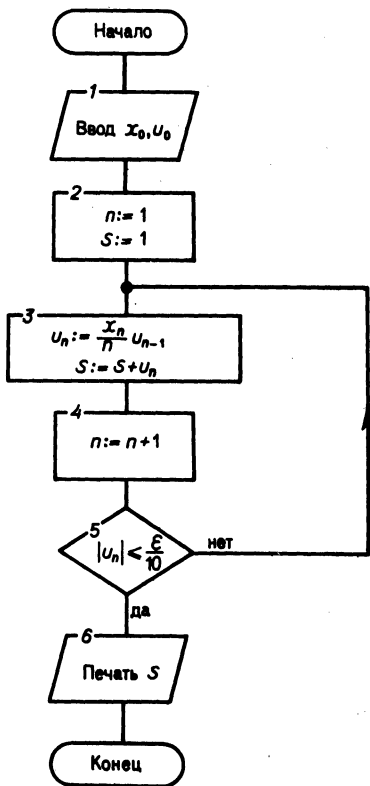 Начало
1
Ввод x₀, u₀
2
n := 1
S := 1
3
uₙ := xₙ/n uₙ₋₁
S := S + uₙ
4
n := n + 1
5
|uₙ| ≤ ε/10
нет
да
6
Печать S
Конец